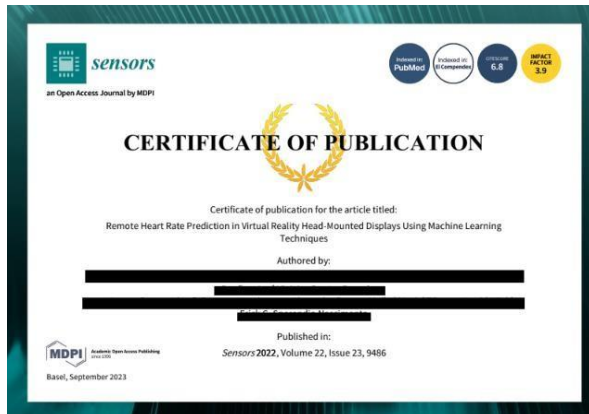 sensors
an Open Access Journal by MDPI
Indexed in:
PubMed
Indexed in:
Ei Compendex
CITESCORE
6.8
IMPACT
FACTOR
3.9
CERTIFICATE OF PUBLICATION
Certificate of publication for the article titled:
Remote Heart Rate Prediction in Virtual Reality Head-Mounted Displays Using Machine Learning
Techniques
Authored by:
Published in:
Sensors 2022, Volume 22, Issue 23, 9486
MDPI
Academic Open Access Publishing
since 1996
Basel, September 2023